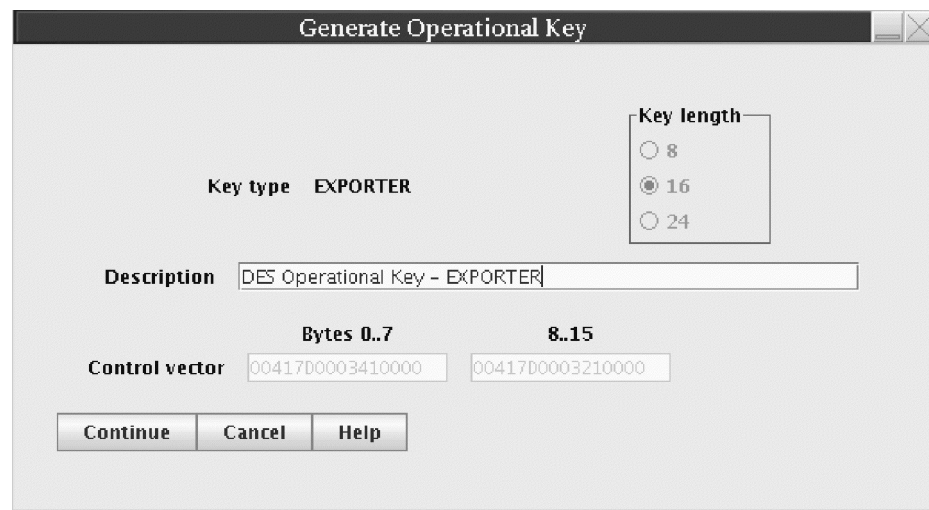 Generate Operational Key
Key length
8
Key type EXPORTER
16
24
Description DES Operational Key – EXPORTER
Bytes 0..7 8..15
Control vector 00417D0003410000 00417D0003210000
Continue Cancel Help